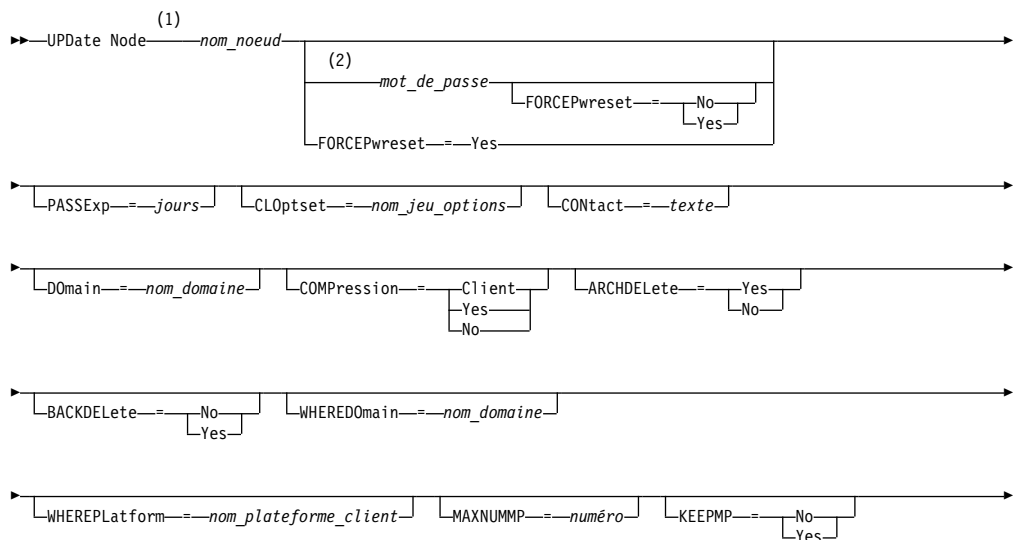 (1)
UPDate Node nom_noeud
(2)
mot_de_passe
FORCEPwreset = No
Yes
FORCEPwreset = Yes
PASSExp = jours CLOptset = nom_jeu_options CONtact = texte
DOmain = nom_domaine COMPression = Client ARCHDELete = Yes
Yes No
No
BACKDELete = No WHEREDOmain = nom_domaine
Yes
WHEREPLatform = nom_plateforme_client MAXNUMMP = numéro KEEPMP = No
Yes